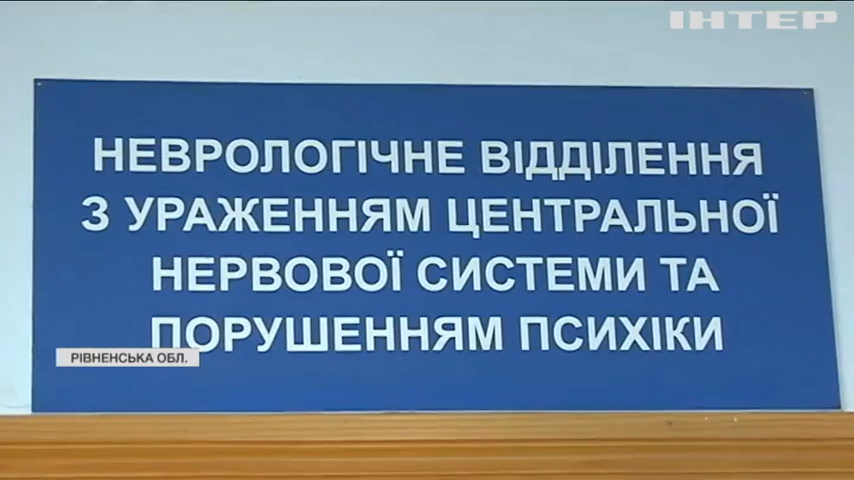 ІНТЕР
НЕВРОЛОГІЧНЕ ВІДДІЛЕННЯ
З УРАЖЕННЯМ ЦЕНТРАЛЬНОЇ
НЕРВОВОЇ СИСТЕМИ ТА
ПОРУШЕННЯМ ПСИХІКИ
РІВНЕНСЬКА ОБЛ.